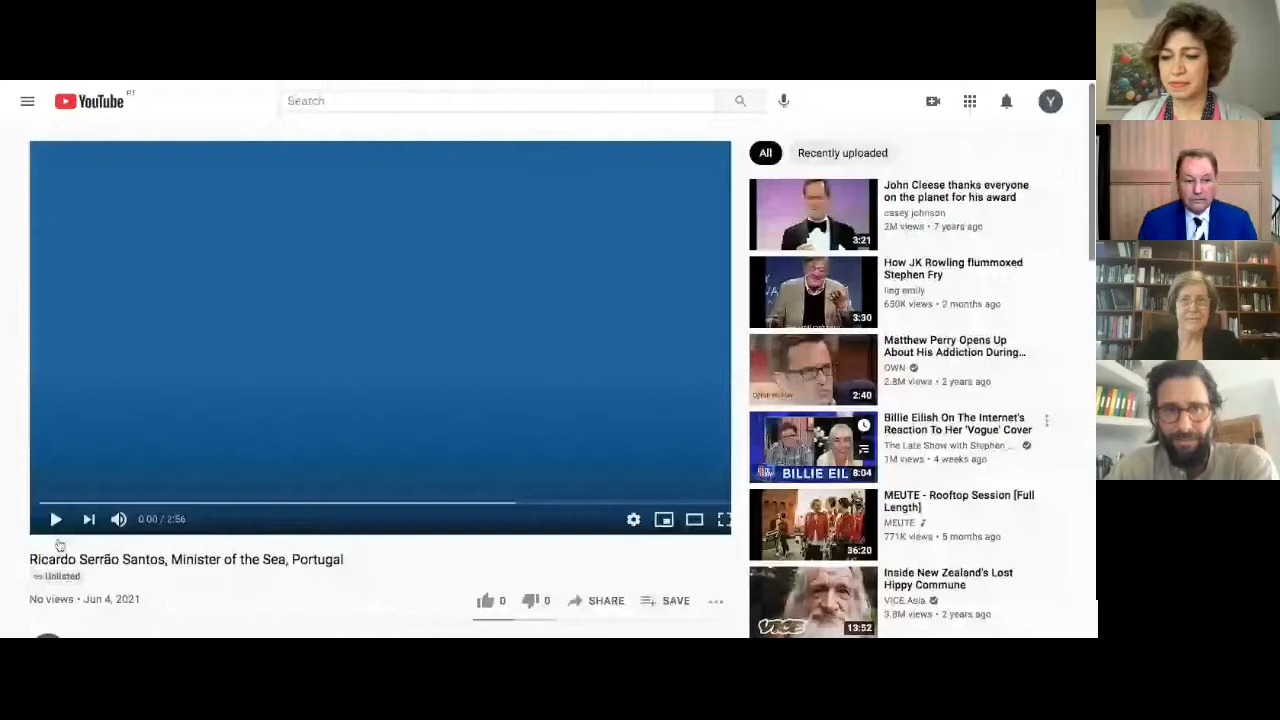 YouTube PT
Search
Y
All
Recently uploaded
John Cleese thanks everyone
on the planet for his award
casey johnson
2M views • 7 years ago
3:21
How JK Rowling flummoxed
Stephen Fry
ling emily
650K views • 2 months ago
3:30
Matthew Perry Opens Up
About His Addiction During...
OWN
2.8M views • 2 years ago
2:40
Billie Eilish On The Internet's
Reaction To Her 'Vogue' Cover
The Late Show with Stephen ...
1M views • 4 weeks ago
BILLIE EIL
8:04
MEUTE - Rooftop Session [Full
Length]
MEUTE
771K views • 5 months ago
36:20
Inside New Zealand's Lost
Hippy Commune
VICE Asia
3.8M views • 2 years ago
VICE
13:52
0:00 / 2:56
Ricardo Serrão Santos, Minister of the Sea, Portugal
Unlisted
No views • Jun 4, 2021
0
0
SHARE
SAVE